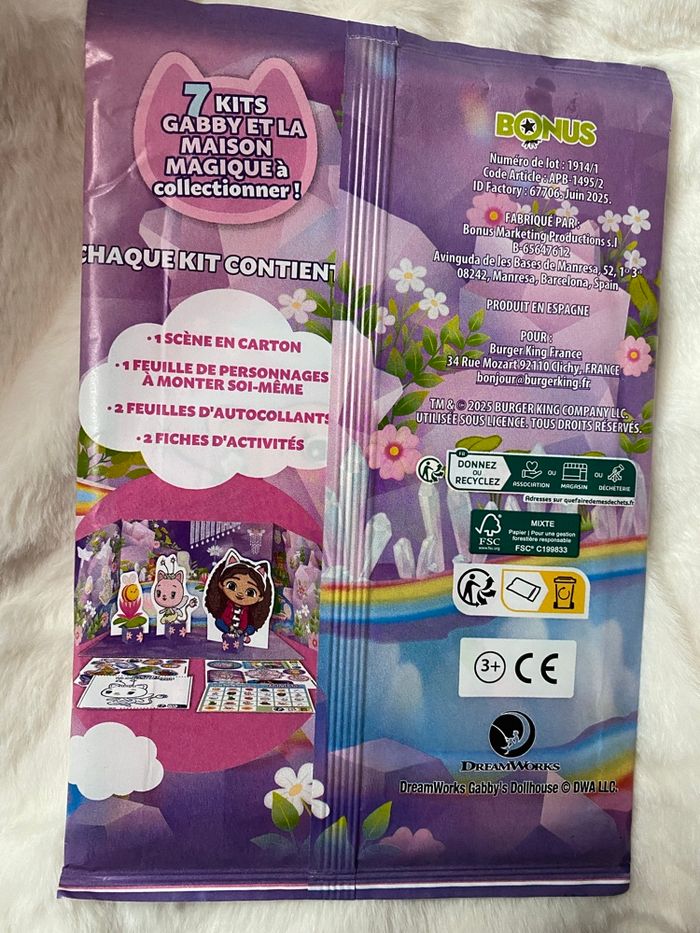 7 KITS
GABBY ET LA
MAISON
MAGIQUE à
collectionner !
CHAQUE KIT CONTIENT
• 1 SCÈNE EN CARTON
• 1 FEUILLE DE PERSONNAGES
À MONTER SOI-MÊME
• 2 FEUILLES D'AUTOCOLLANTS
• 2 FICHES D'ACTIVITÉS
BONUS
Numéro de lot : 1914/1
Code Article : APB-1495/2
ID Factory : 67706. Juin 2025.
FABRIQUÉ PAR :
Bonus Marketing Productions s.l
B-65647612
Avinguda de les Bases de Manresa, 52, 1º 3ª
08242, Manresa, Barcelona, Spain
PRODUIT EN ESPAGNE
POUR :
Burger King France
34 Rue Mozart 92110 Clichy, FRANCE
bonjour@burgerking.fr
TM & © 2025 BURGER KING COMPANY LLC.
UTILISÉE SOUS LICENCE. TOUS DROITS RÉSERVÉS.
FR
DONNEZ
OU
RECYCLEZ
ASSOCIATION
OU
MAGASIN
OU
DÉCHÈTERIE
Adresses sur quefairedemesdechets.fr
FSC
www.fsc.org
MIXTE
Papier | Pour une gestion
forestière responsable
FSC® C199833
3+ CE
DREAMWORKS
DreamWorks Gabby's Dollhouse © DWA LLC.